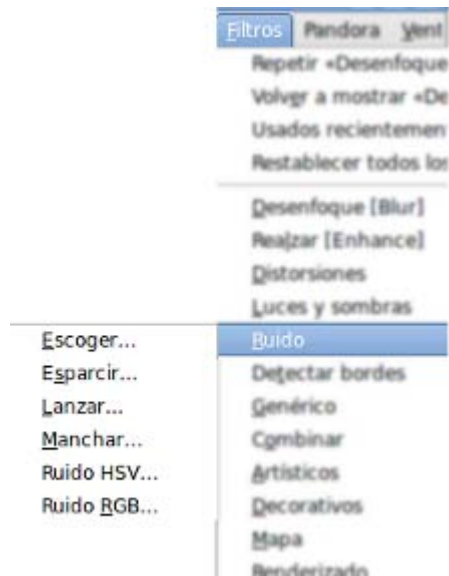 Filtros Pandora Vent
Repetir «Desenfoque
Volver a mostrar «De
Usados recientemen
Restablecer todos los
Desenfoque [Blur]
Realzar [Enhance]
Distorsiones
Luces y sombras
Ruido
Detectar bordes
Genérico
Combinar
Artísticos
Decorativos
Mapa
Renderizado
Escoger...
Esparcir...
Lanzar...
Manchar...
Ruido HSV...
Ruido RGB...